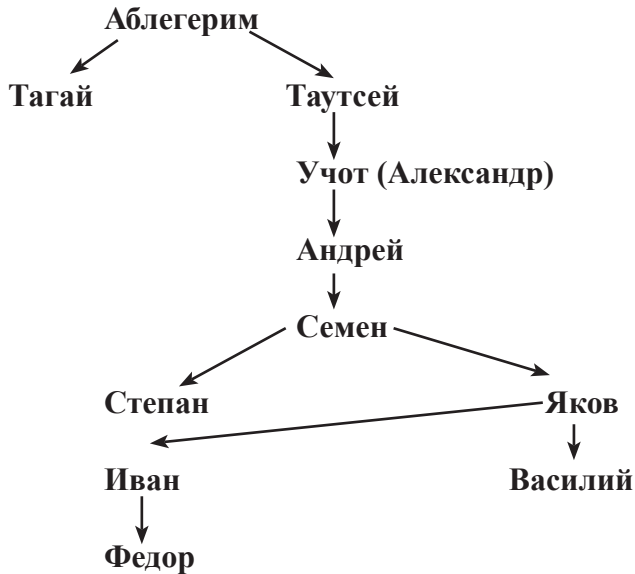 Аблегерим
Тагай Таутсей
Учот (Александр)
Андрей
Семен
Степан Яков
Иван Василий
Федор